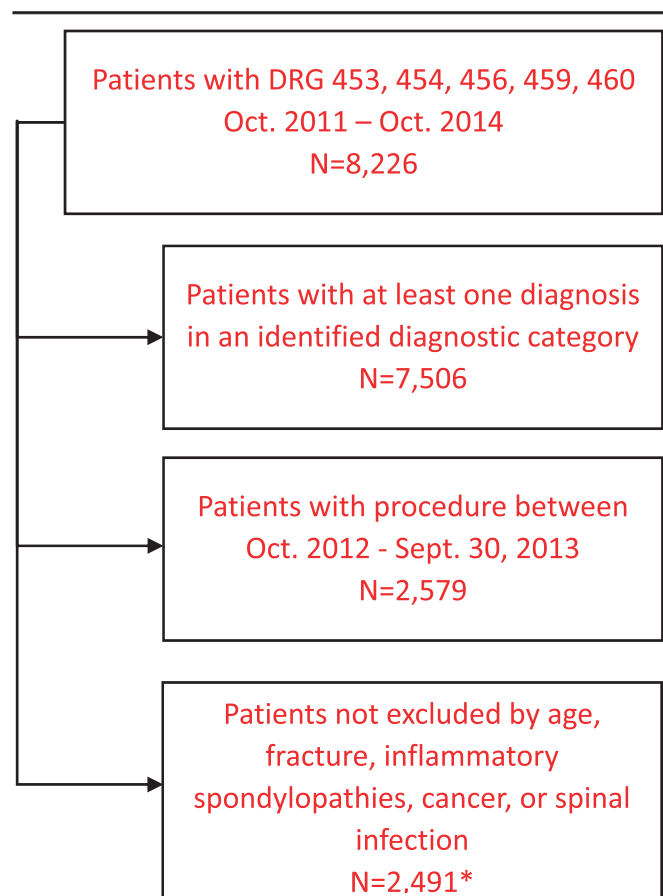 Patients with DRG 453, 454, 456, 459, 460
Oct. 2011 – Oct. 2014
N=8,226
Patients with at least one diagnosis
in an identified diagnostic category
N=7,506
Patients with procedure between
Oct. 2012 - Sept. 30, 2013
N=2,579
Patients not excluded by age,
fracture, inflammatory
spondylopathies, cancer, or spinal
infection
N=2,491*